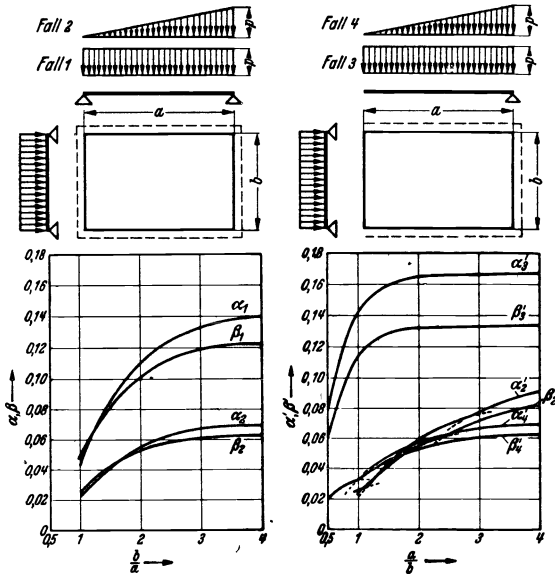 Fall 2
p
Fall 1
p
a
b
Fall 4
p
Fall 3
p
a
b
0,18
0,16
0,14
0,12
0,10
0,08
0,06
0,04
0,02
0
α,β
α₁
β₁
α₂
β₂
0,5 1 2 3 4
b/a
0,18
0,16
0,14
0,12
0,10
0,08
0,06
0,04
0,02
0
α',β'
α'₃
β'₃
α'₂
β'₂
α'₄
β'₄
0,5 1 2 3 4
a/b